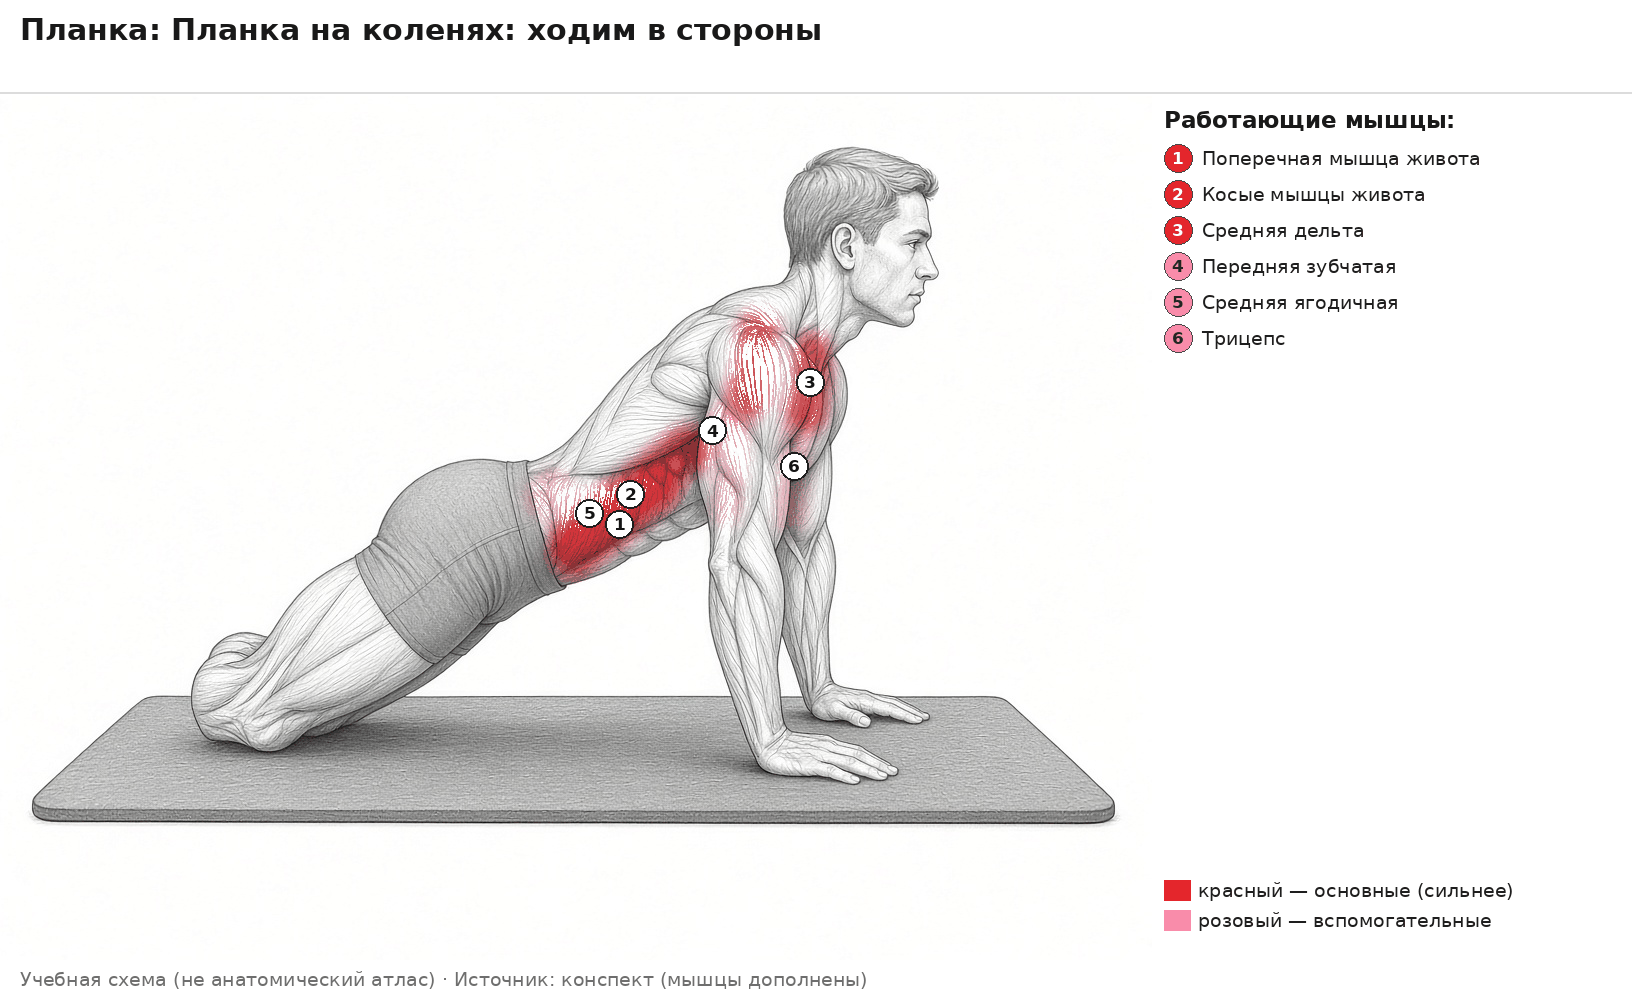 Планка: Планка на коленях: ходим в стороны
Работающие мышцы:
1 Поперечная мышца живота
2 Косые мышцы живота
3 Средняя дельта
4 Передняя зубчатая
5 Средняя ягодичная
6 Трицепс
3
4
6
2
5
1
красный — основные (сильнее)
розовый — вспомогательные
Учебная схема (не анатомический атлас) · Источник: конспект (мышцы дополнены)